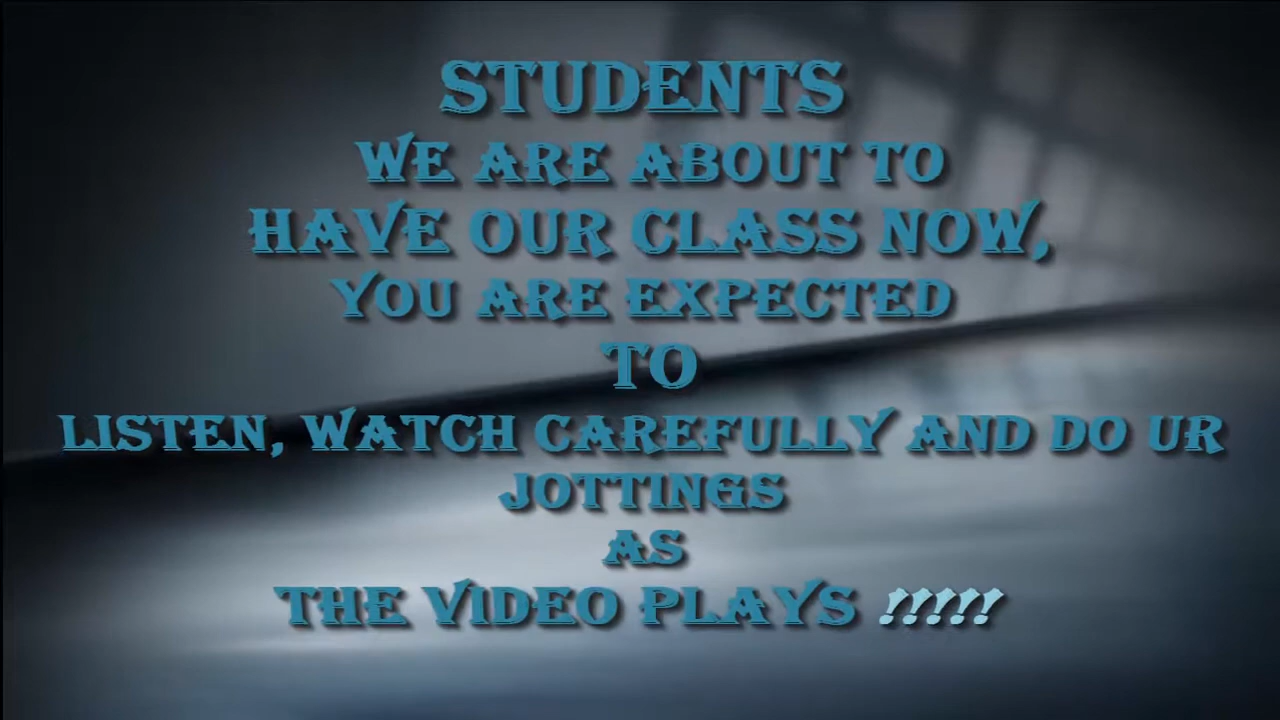 STUDENTS
WE ARE ABOUT TO
HAVE OUR CLASS NOW,
YOU ARE EXPECTED
TO
LISTEN, WATCH CAREFULLY AND DO UR
JOTTINGS
AS
THE VIDEO PLAYS !!!!!